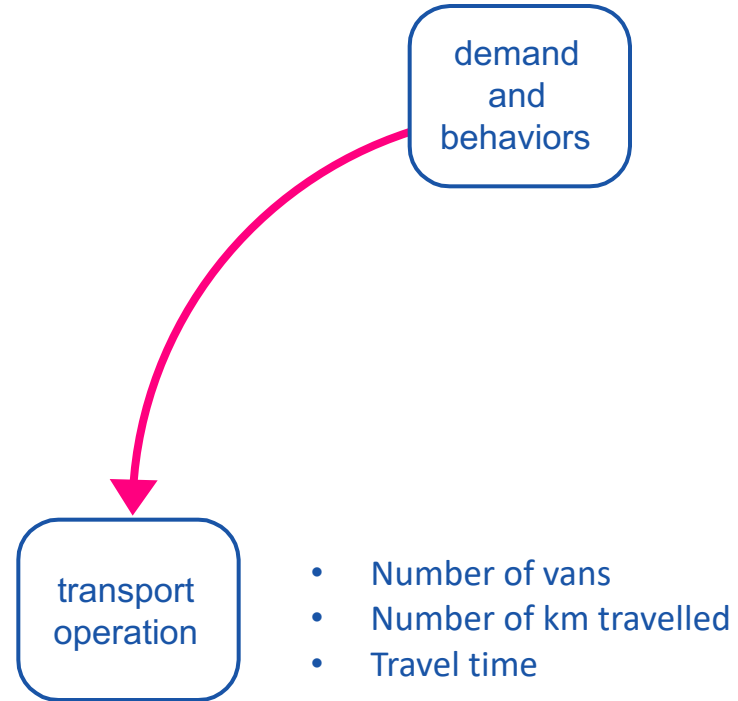 demand
and
behaviors
transport
operation
• Number of vans
• Number of km travelled
• Travel time